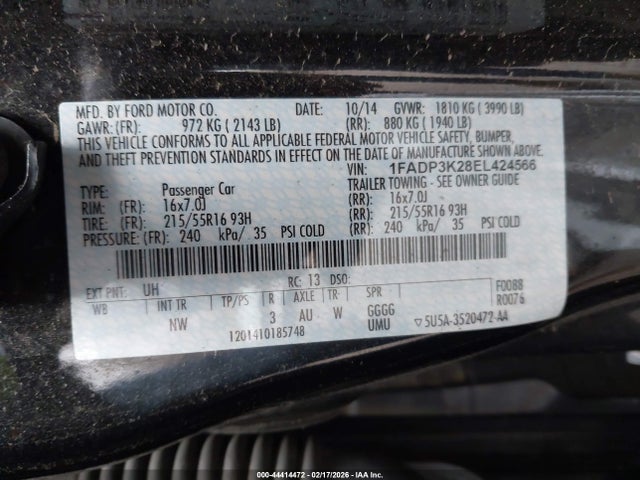 MFD. BY FORD MOTOR CO. DATE: 10/14 GVWR: 1810 KG ( 3990 LB)
GAWR: (FR): 972 KG ( 2143 LB) (RR): 880 KG ( 1940 LB)
THIS VEHICLE CONFORMS TO ALL APPLICABLE FEDERAL MOTOR VEHICLE SAFETY, BUMPER,
AND THEFT PREVENTION STANDARDS IN EFFECT ON THE DATE OF MANUFACTURE SHOWN ABOVE.
VIN: 1FADP3K28EL424566
TYPE: Passenger Car TRAILER TOWING - SEE OWNER GUIDE
RIM: (FR) 16x7.0J (RR): 16x7.0J
TIRE: (FR) 215/55R16 93H (RR): 215/55R16 93H
PRESSURE: (FR) 240 kPa/ 35 PSI COLD (RR): 240 kPa/ 35 PSI COLD
EXT PNT: UH RC: 13 DSO: F0088
WB INT TR TP/PS R AXLE TR- SPR R0076
NW 3 AU W GGGG
UMU ▽5U5A-3520472-AA
1201410185748
000-44414472 - 02/17/2026 - IAA Inc.